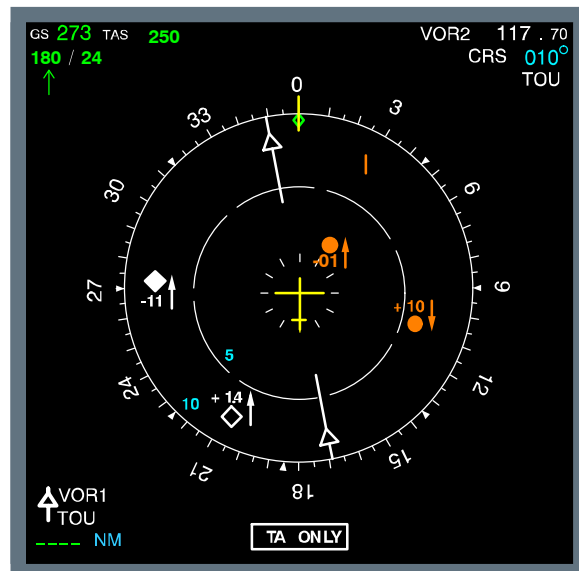 GS 273 TAS 250
VOR2 117.70
180 / 24
CRS 010°
TOU
0
3
33
6
30
-01
9
27
-11
+10
5
12
24
10
+14
15
21
18
VOR1
TOU
---- NM
TA ONLY